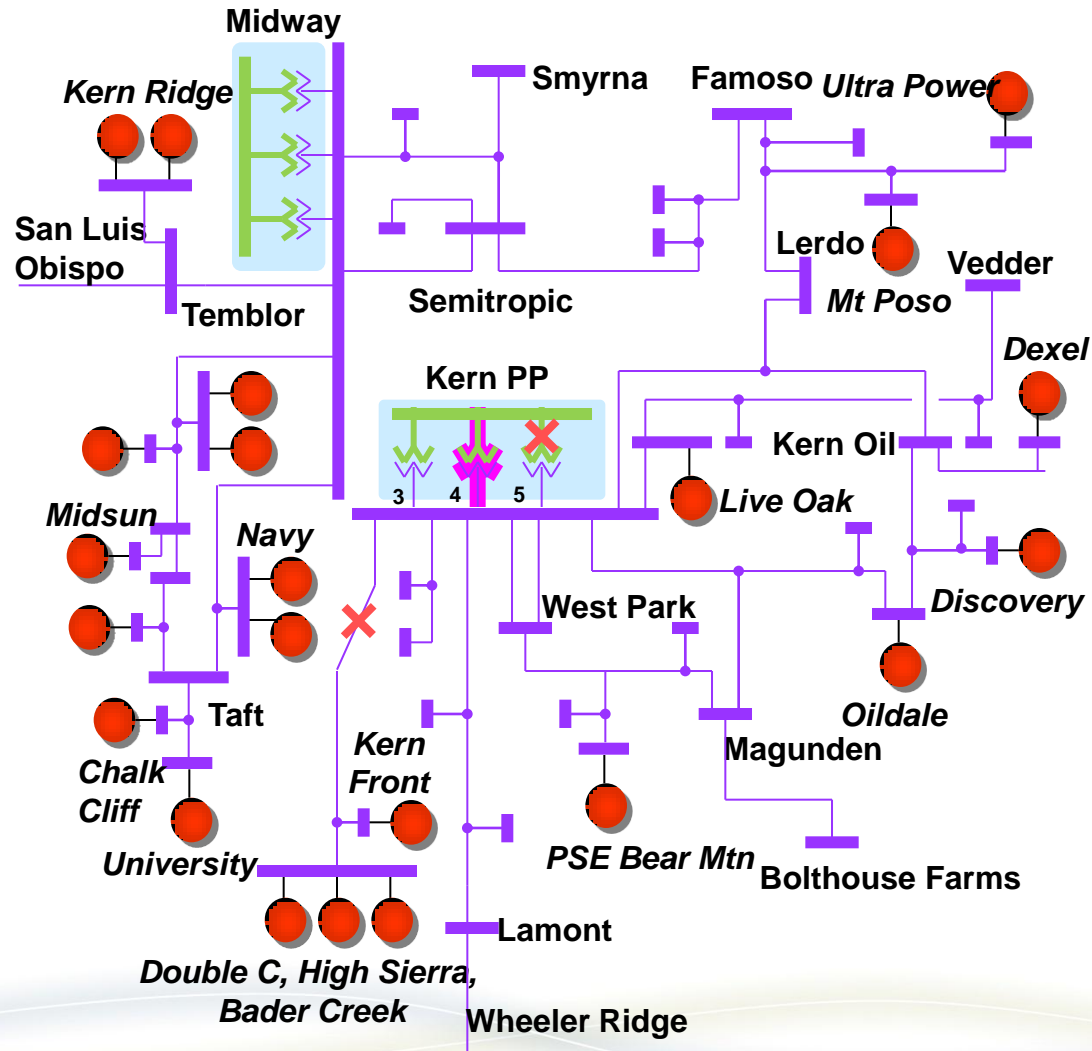 Midway
Kern Ridge
Smyrna
Famoso
Ultra Power
San Luis
Obispo
Temblor
Semitropic
Lerdo
Mt Poso
Vedder
Dexel
Kern PP
3
4
5
Kern Oil
Live Oak
Midsun
Navy
West Park
Discovery
Taft
Oildale
Magunden
Chalk
Cliff
Kern
Front
University
PSE Bear Mtn
Bolthouse Farms
Lamont
Double C, High Sierra,
Bader Creek
Wheeler Ridge